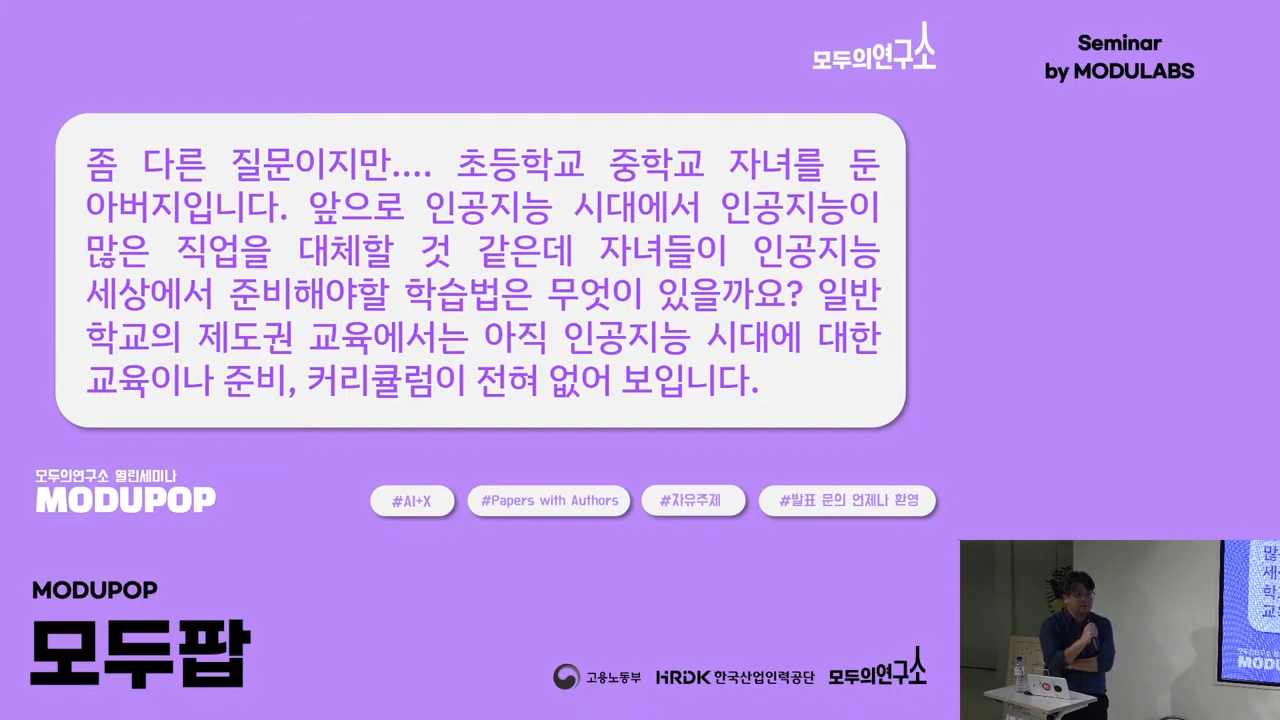 모두의연구소
Seminar
by MODULABS
좀 다른 질문이지만.... 초등학교 중학교 자녀를 둔
아버지입니다. 앞으로 인공지능 시대에서 인공지능이
많은 직업을 대체할 것 같은데 자녀들이 인공지능
세상에서 준비해야할 학습법은 무엇이 있을까요? 일반
학교의 제도권 교육에서는 아직 인공지능 시대에 대한
교육이나 준비, 커리큘럼이 전혀 없어 보입니다.
모두의연구소 열린세미나
MODUPOP
#AI+X
#Papers with Authors
#자유주제
#발표 문의 언제나 환영
MODUPOP
모두팝
고용노동부
HRDK 한국산업인력공단
모두의연구소